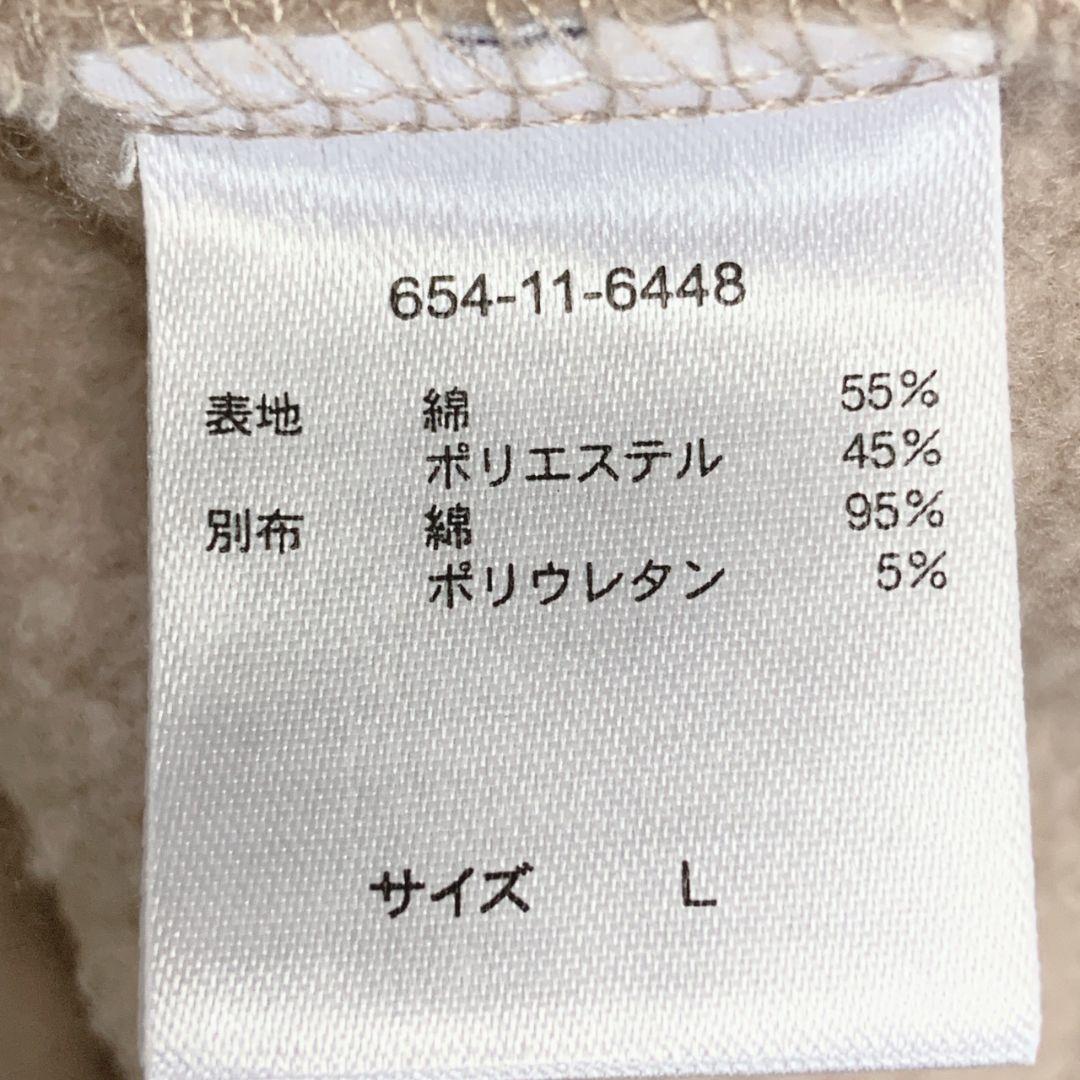 654-11-6448
表地 綿 55%
ポリエステル 45%
別布 綿 95%
ポリウレタン 5%
サイズ L